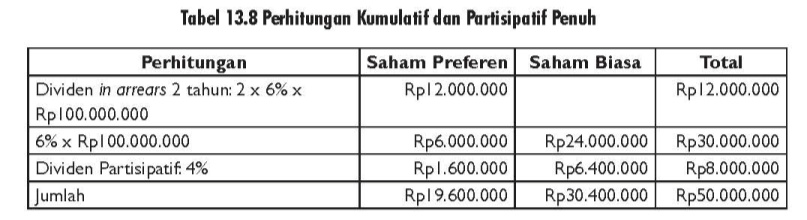 Tabel 13.8 Perhitungan Kumulatif dan Partisipatif Penuh
Perhitungan Saham Preferen Saham Biasa Total
Dividen in arrears 2 tahun: 2 x 6% x Rp12.000.000 Rp12.000.000
Rp100.000.000
6% x Rp100.000.000 Rp6.000.000 Rp24.000.000 Rp30.000.000
Dividen Partisipatif: 4% Rp1.600.000 Rp6.400.000 Rp8.000.000
Jumlah Rp19.600.000 Rp30.400.000 Rp50.000.000